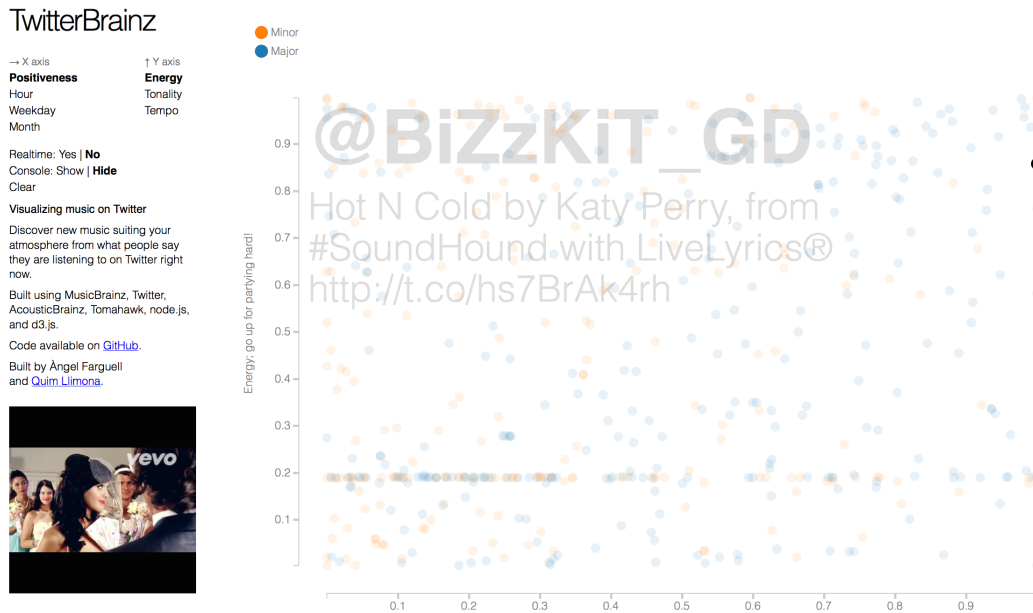 TwitterBrainz
→ X axis
Positiveness
Hour
Weekday
Month
↑ Y axis
Energy
Tonality
Tempo
Realtime: Yes | No
Console: Show | Hide
Clear
Visualizing music on Twitter
Discover new music suiting your
atmosphere from what people say
they are listening to on Twitter right
now.
Built using MusicBrainz, Twitter,
AcousticBrainz, Tomahawk, node.js,
and d3.js.
Code available on GitHub.
Built by Àngel Farguell
and Quim Llimona.
vevo
Minor
Major
@BiZzKiT_GD
Hot N Cold by Katy Perry, from
#SoundHound with LiveLyrics®
http://t.co/hs7BrAk4rh
Energy; go up for partying hard!
0.9
0.8
0.7
0.6
0.5
0.4
0.3
0.2
0.1
0.1 0.2 0.3 0.4 0.5 0.6 0.7 0.8 0.9